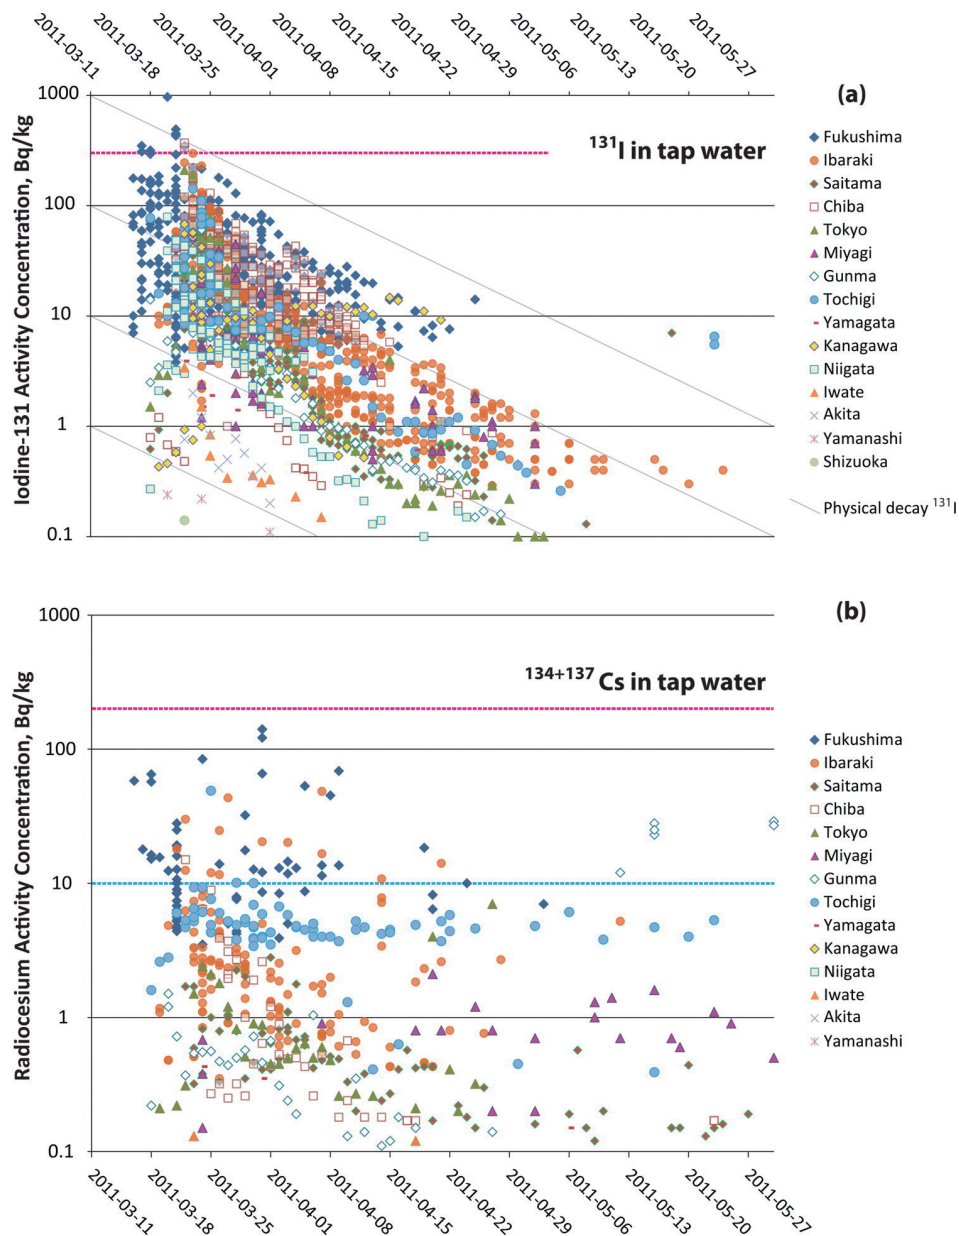 2011-03-11
2011-03-18
2011-03-25
2011-04-01
2011-04-08
2011-04-15
2011-04-22
2011-04-29
2011-05-06
2011-05-13
2011-05-20
2011-05-27
(a)
1000
100
10
1
0.1
Iodine-131 Activity Concentration, Bq/kg
¹³¹I in tap water
Fukushima
Ibaraki
Saitama
Chiba
Tokyo
Miyagi
Gunma
Tochigi
Yamagata
Kanagawa
Niigata
Iwate
Akita
Yamanashi
Shizuoka
Physical decay ¹³¹I
(b)
1000
100
10
1
0.1
Radiocesium Activity Concentration, Bq/kg
¹³⁴⁺¹³⁷Cs in tap water
Fukushima
Ibaraki
Saitama
Chiba
Tokyo
Miyagi
Gunma
Tochigi
Yamagata
Kanagawa
Niigata
Iwate
Akita
Yamanashi
2011-03-11
2011-03-18
2011-03-25
2011-04-01
2011-04-08
2011-04-15
2011-04-22
2011-04-29
2011-05-06
2011-05-13
2011-05-20
2011-05-27